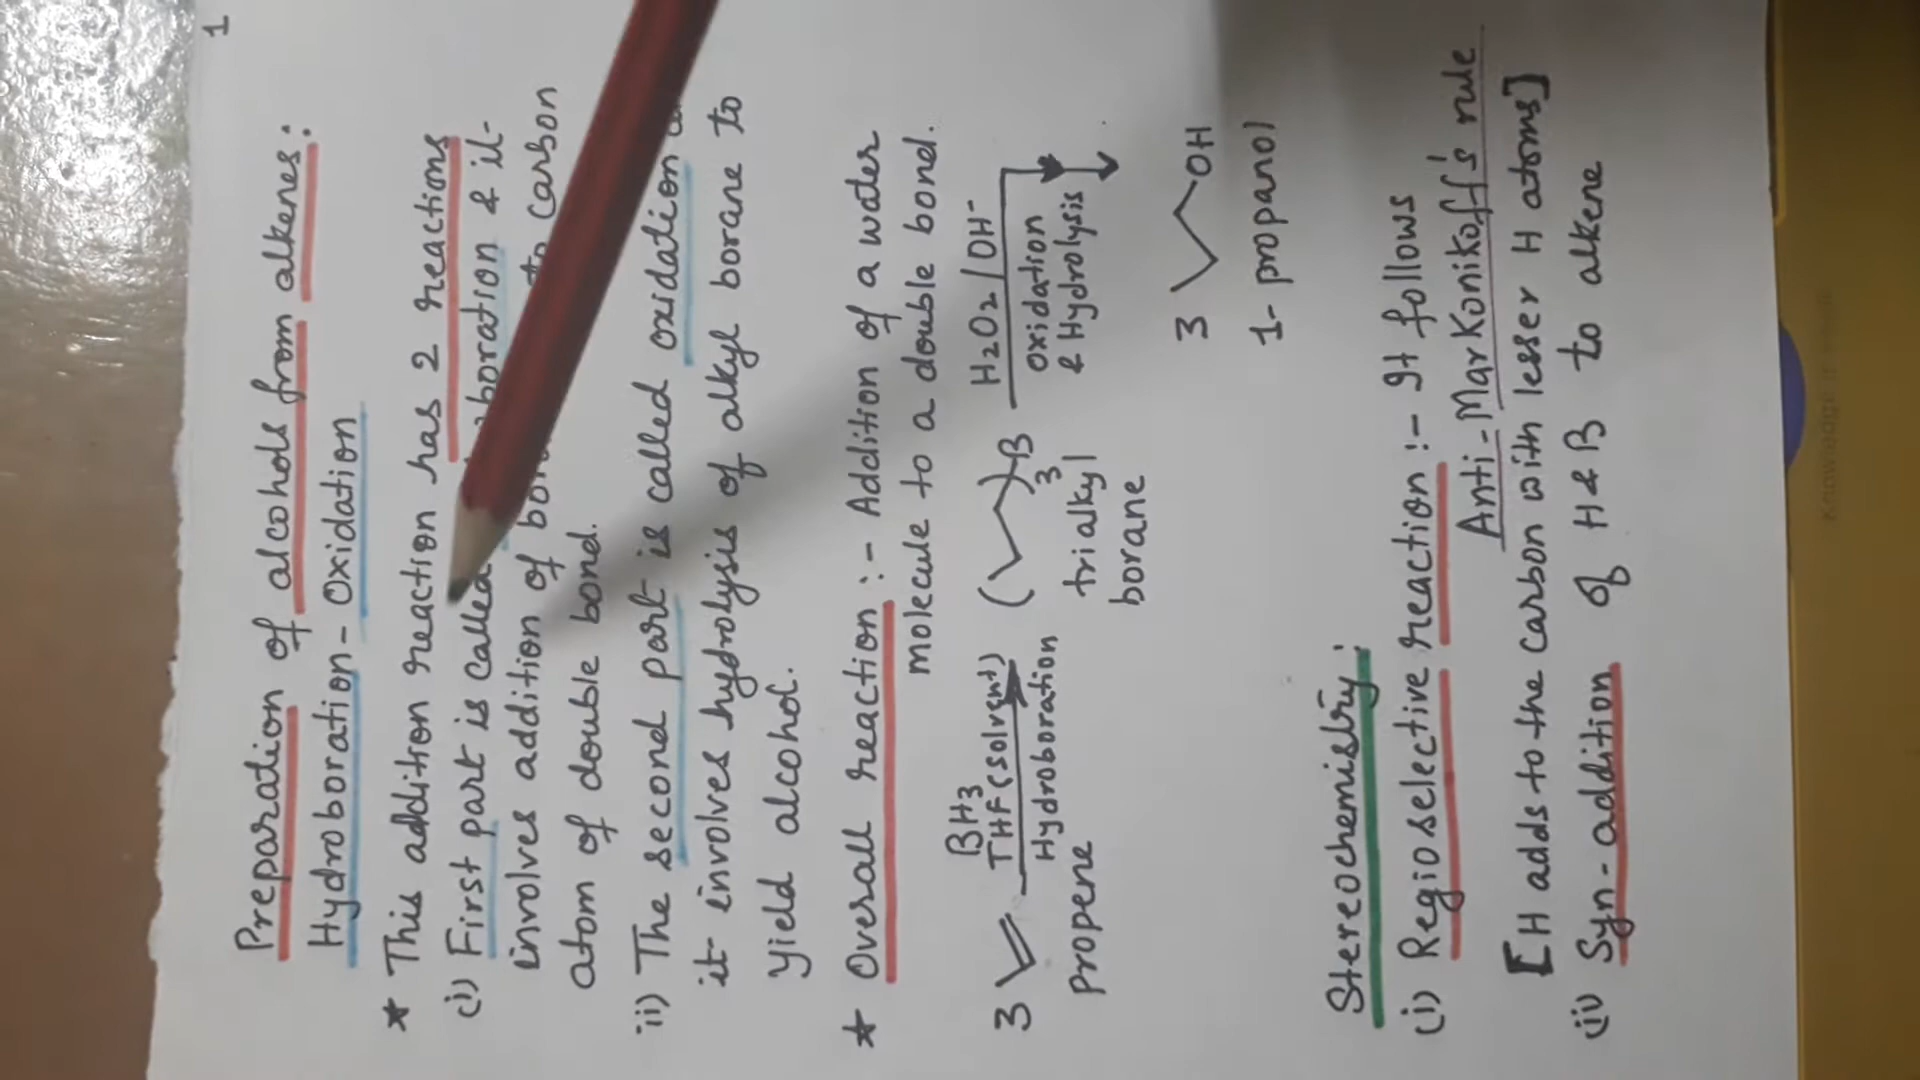 1
Preparation of alcohols from alkenes:
Hydroboration - Oxidation
* This addition reaction has 2 reactions
(i) First part is called boration & it
involves addition of to carbon
atom of double bond.
ii) The second part is called oxidation
it involves hydrolysis of alkyl borane to
yield alcohol.
* Overall reaction :- Addition of a water
molecule to a double bond.
BH3
THF (solvent)
Hydroboration
3
propene
( )3 B
trialkyl
borane
H2O2/OH-
oxidation
& Hydrolysis
3 OH
1- propanol
Stereochemistry:
(i) Regioselective reaction :- It follows
Anti-Markonikoff's rule
[H adds to the carbon with lesser H atoms]
(ii) Syn-addition of H & B to alkene